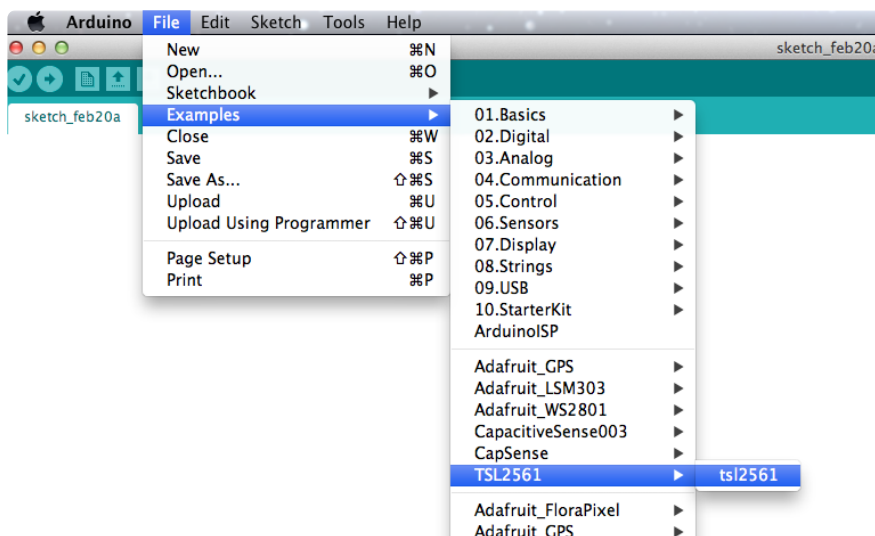 Arduino File Edit Sketch Tools Help
sketch_feb20a
New ⌘N
Open... ⌘O
Sketchbook ▶
Examples ▶
Close ⌘W
Save ⌘S
Save As... ⇧⌘S
Upload ⌘U
Upload Using Programmer ⇧⌘U
Page Setup ⇧⌘P
Print ⌘P
sketch_feb20a
01.Basics ▶
02.Digital ▶
03.Analog ▶
04.Communication ▶
05.Control ▶
06.Sensors ▶
07.Display ▶
08.Strings ▶
09.USB ▶
10.StarterKit ▶
ArduinoISP
Adafruit_GPS ▶
Adafruit_LSM303 ▶
Adafruit_WS2801 ▶
CapacitiveSense003 ▶
CapSense ▶
TSL2561 ▶
tsl2561
Adafruit_FloraPixel ▶
Adafruit_GPS ▶